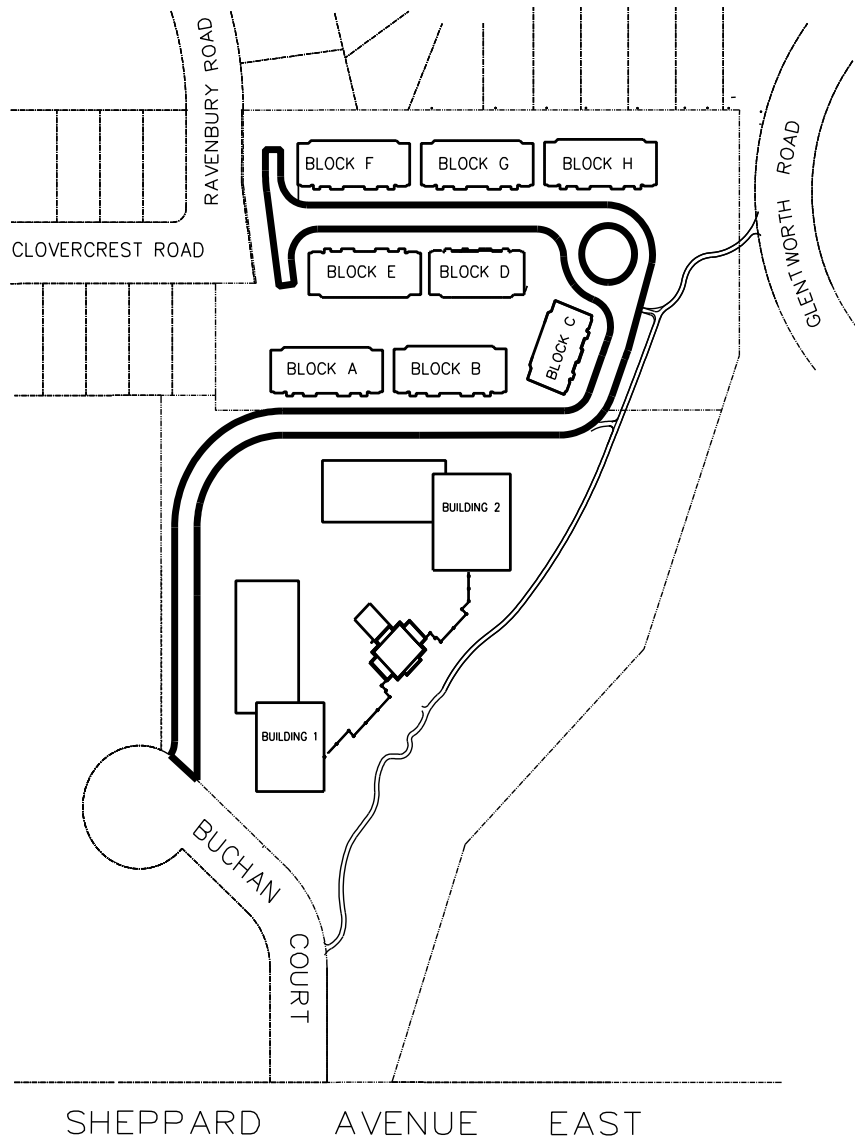 RAVENBURY ROAD
GLENTWORTH ROAD
BLOCK F
BLOCK G
BLOCK H
CLOVERCREST ROAD
BLOCK E
BLOCK D
BLOCK C
BLOCK A
BLOCK B
BUILDING 2
BUILDING 1
BUCHAN
COURT
SHEPPARD AVENUE EAST